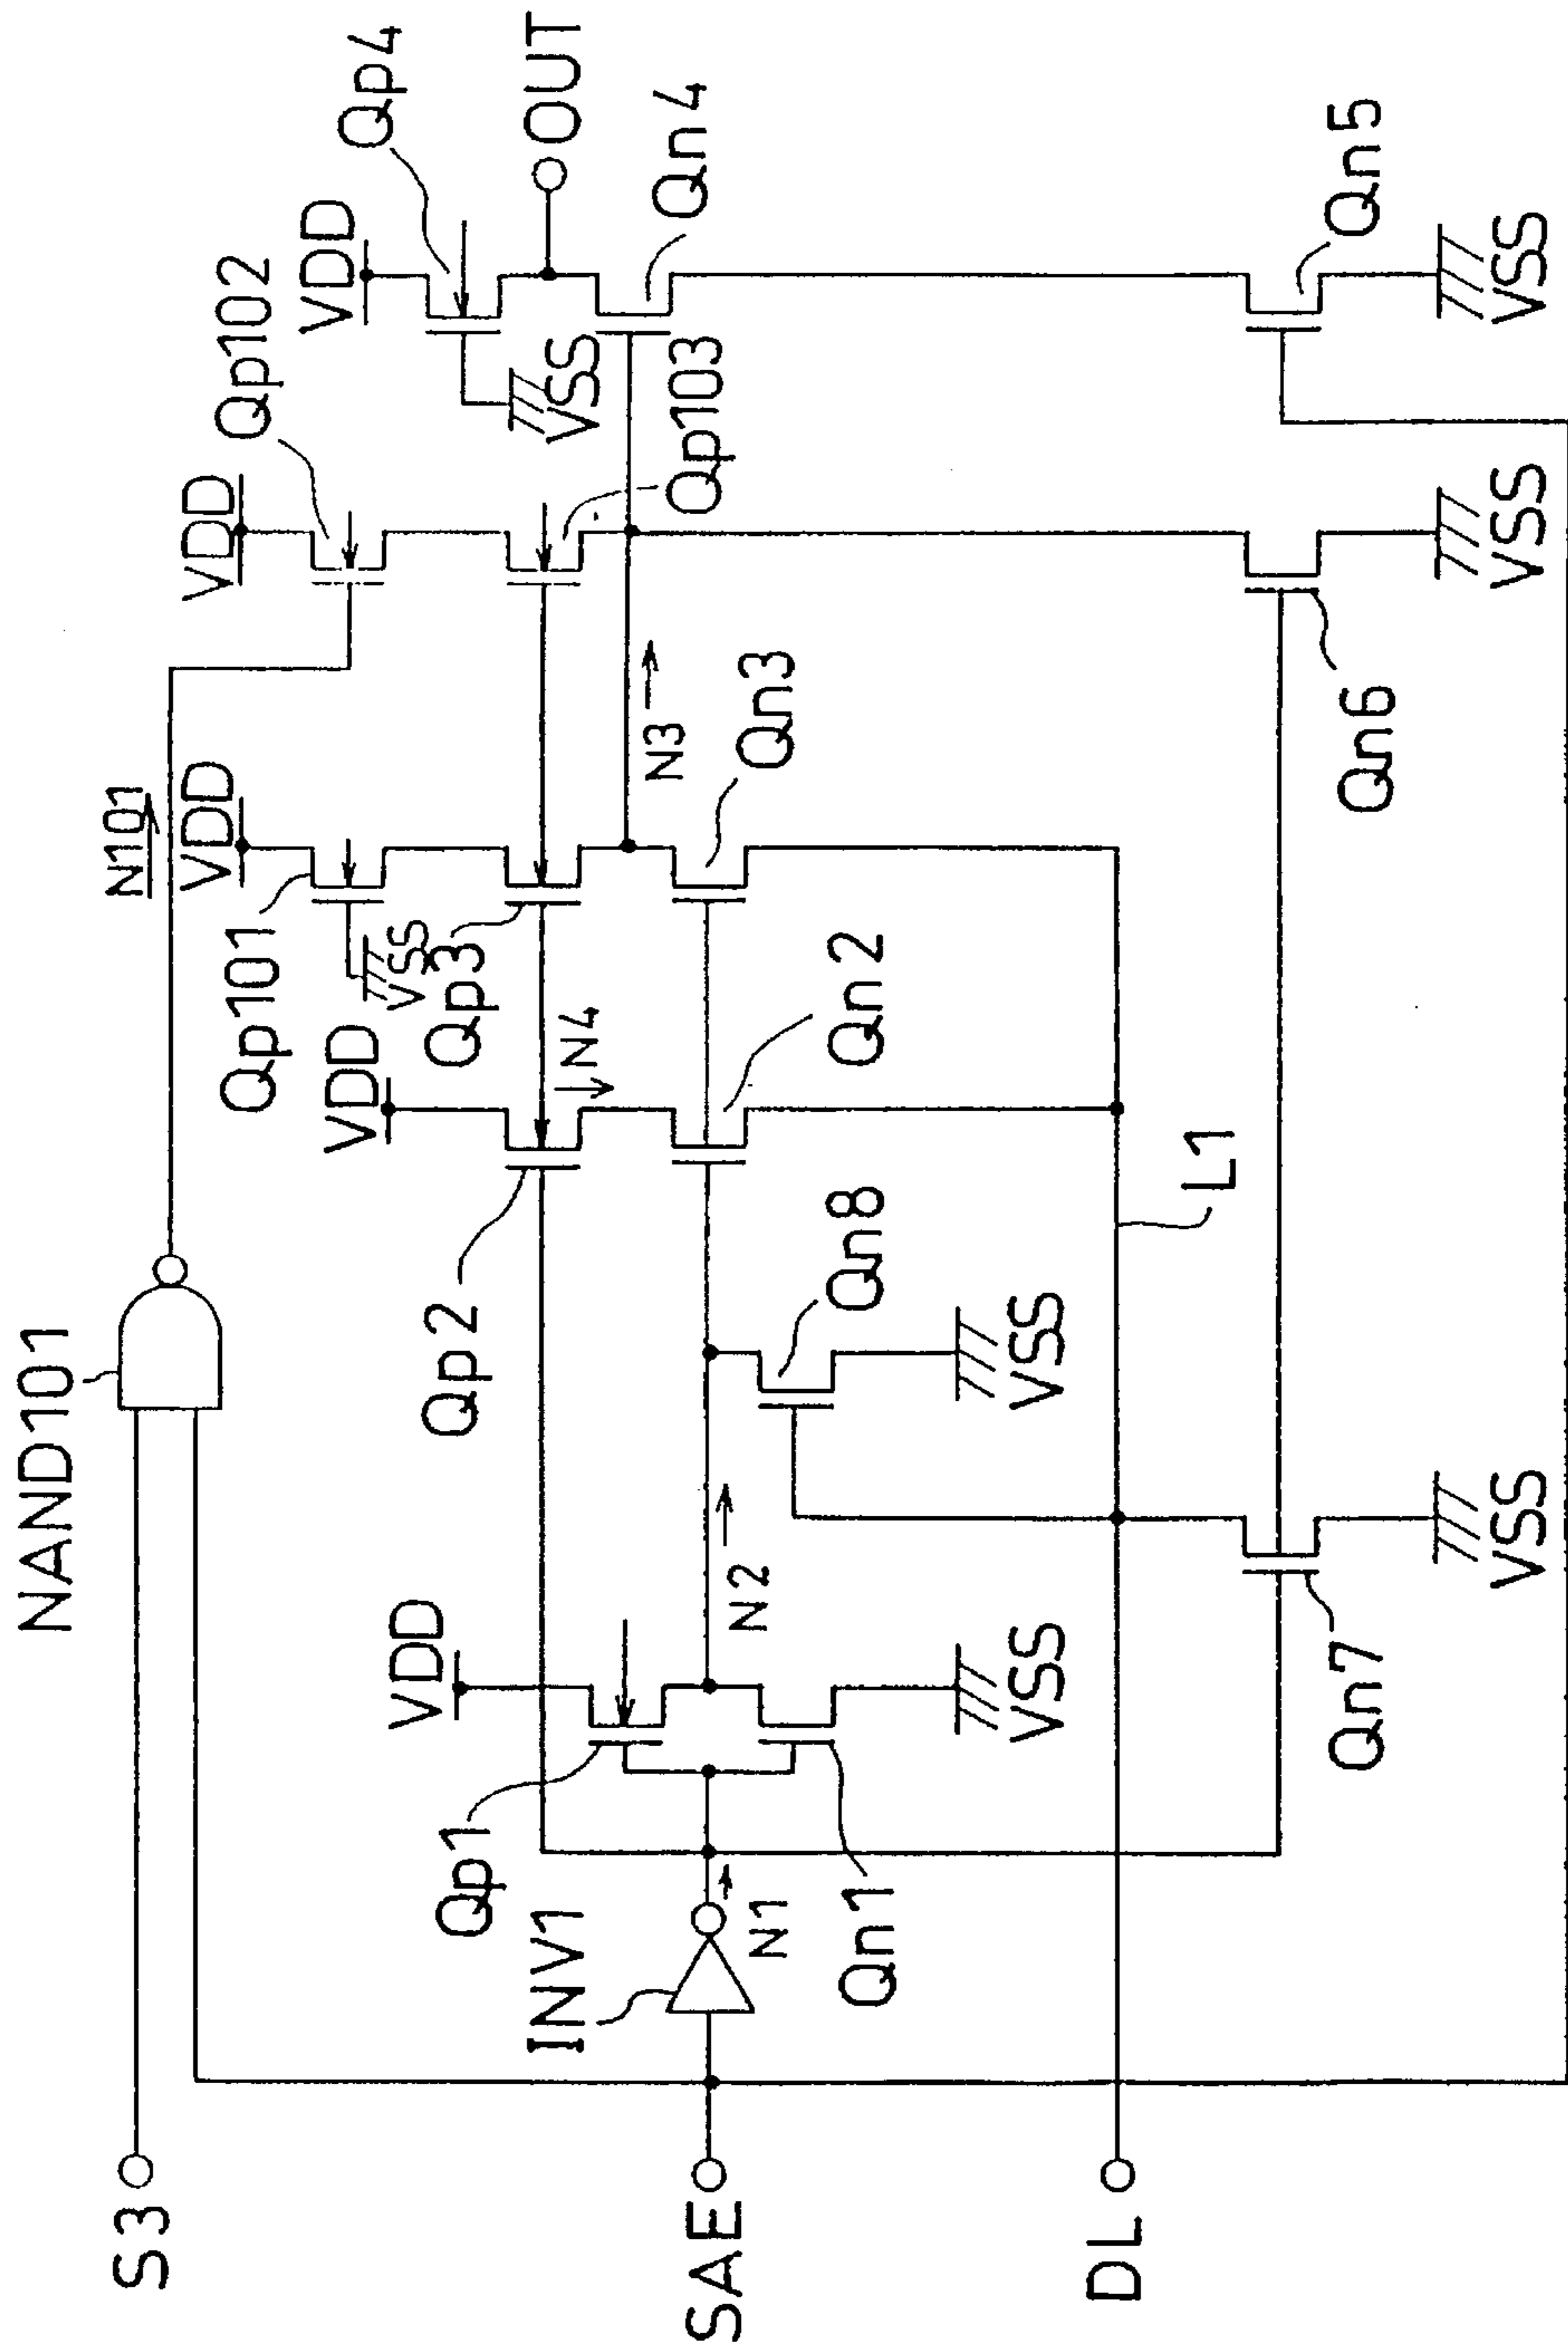 S3
NAND101
N101
SAE
INV1
N1
Qp1
Qn1
VDD
VSS
N2
Qn8
VSS
DL
L1
Qn7
VSS
Qp2
VDD
N4
Qn2
Qp101
VDD
VSS
Qp3
N3
Qn3
Qp102
VDD
Qp103
Qn6
VSS
Qp4
VDD
VSS
OUT
Qn4
Qn5
VSS